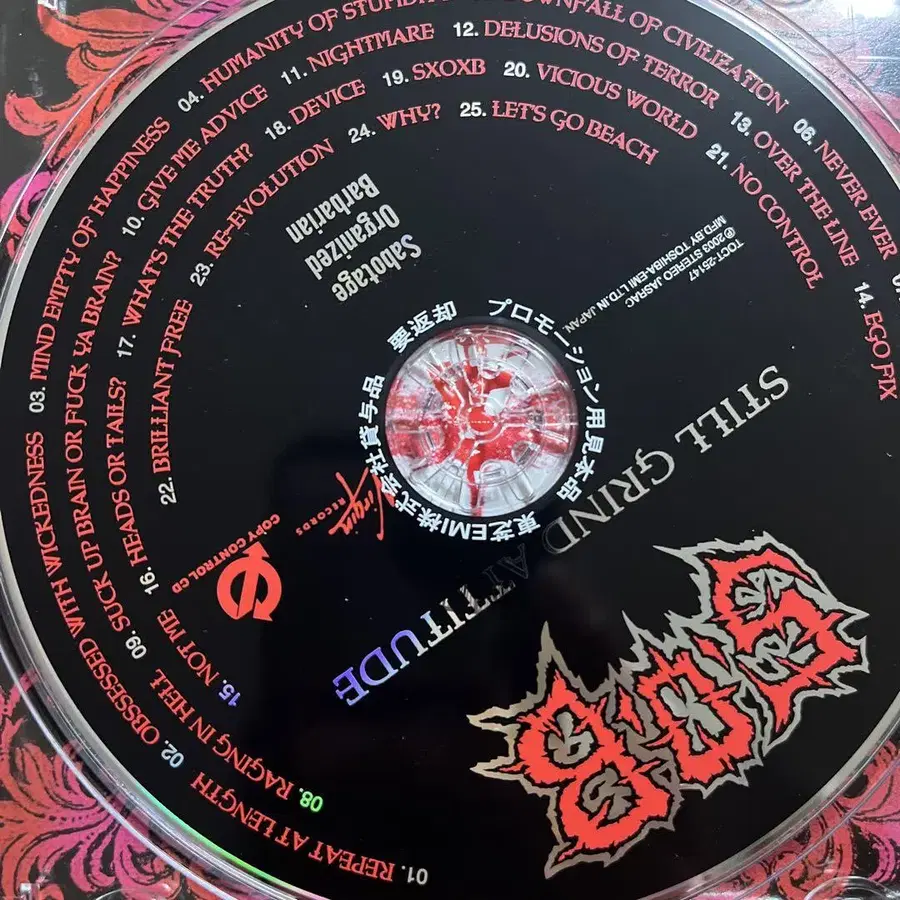 01. REPEAT AT LENGTH
02. OBSESSED WITH WICKEDNESS
03. MIND EMPTY OF HAPPINESS
04. HUMANITY OF
DOWNFALL OF CIVILIZATION
06. NEVER EVER
08. RAGING IN HELL
09. SUCK UP BRAIN OR FUCK YA BRAIN?
10. GIVE ME ADVICE
11. NIGHTMARE
12. DELUSIONS OF TERROR
13. OVER THE LINE
14. EGO FIX
15. NOT ME
16. HEADS OR TAILS?
17. WHAT'S THE TRUTH?
18. DEVICE
19. SXOXB
20. VICIOUS WORLD
21. NO CONTROL
22. BRILLIANT FREE
23. RE-EVOLUTION
24. WHY?
25. LET'S GO BEACH
Sabotage
Organized
Barbarian
TOCT-25147
℗2003 STEREO JASRAC
MFD BY TOSHIBA-EMI LTD. IN JAPAN.
東芝EMI株式会社貸与品 要返却 プロモーション用見本品
Virgin
RECORDS
COPY CONTROL CD
STILL GRIND ATTITUDE
S.O.B